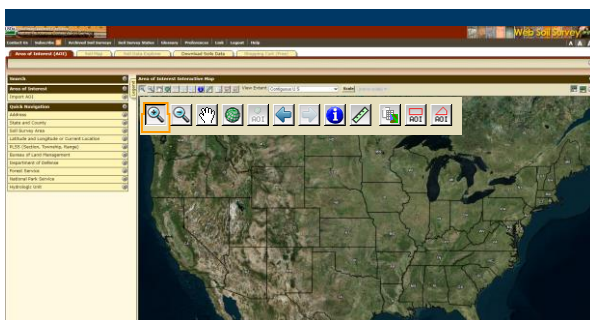 USDA
Web Soil Survey
Contact Us | Subscribe | Archived Soil Surveys | Soil Survey Status | Glossary | Preferences | Link | Logout | Help
A A A
Area of Interest (AOI) Soil Map Soil Data Explorer Download Soils Data Shopping Cart (Free)
Search
Area of Interest
Import AOI
Quick Navigation
Address
State and County
Soil Survey Area
Latitude and Longitude or Current Location
PLSS (Section, Township, Range)
Bureau of Land Management
Department of Defense
Forest Service
National Park Service
Hydrologic Unit
Legend
Area of Interest Interactive Map
View Extent Contiguous U.S. Scale
AOI AOI AOI